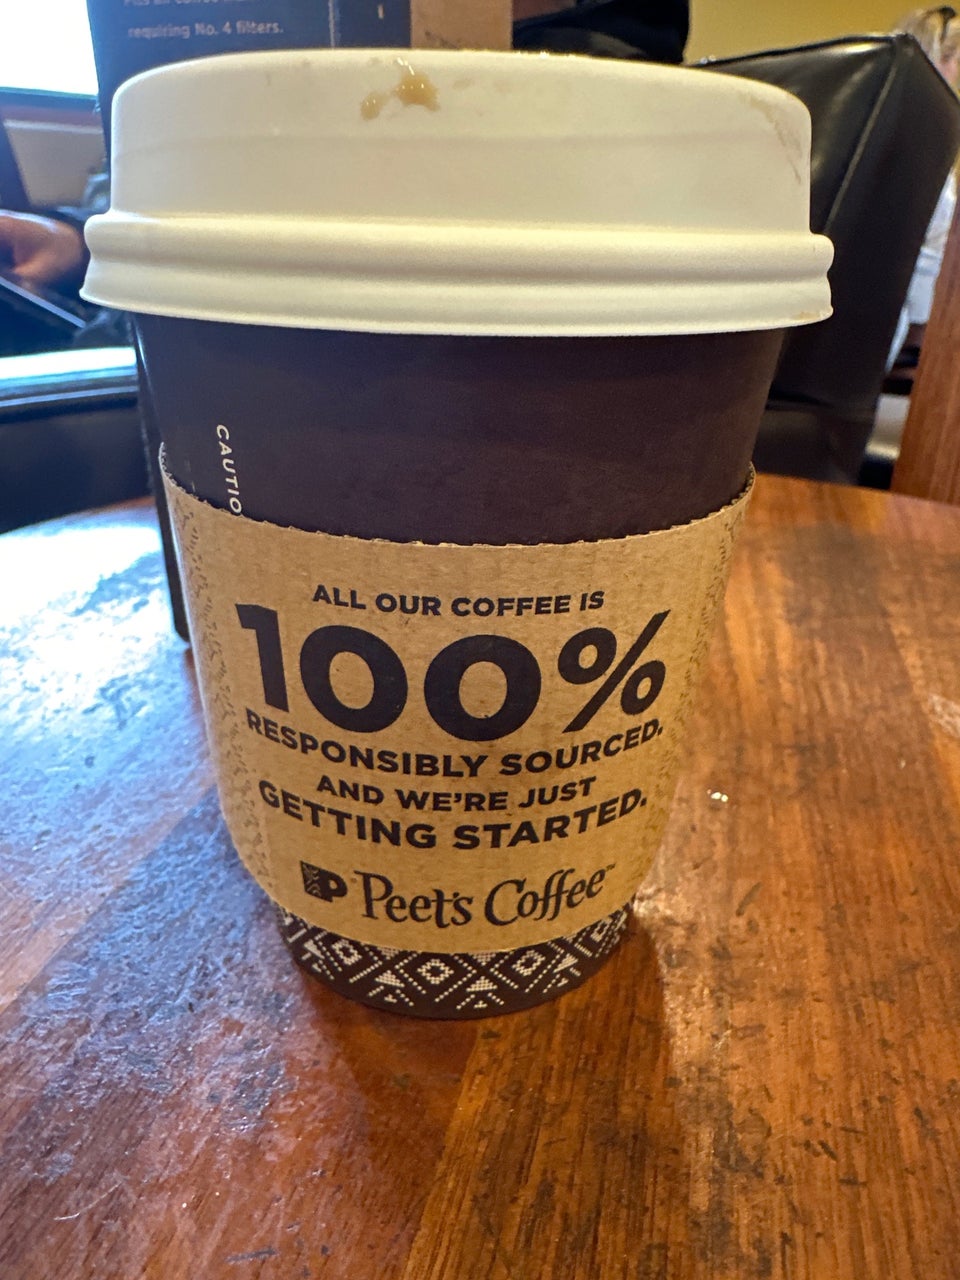 requiring No. 4 filters.
CAUTIO
ALL OUR COFFEE IS
100%
RESPONSIBLY SOURCED.
AND WE'RE JUST
GETTING STARTED.
Peet's Coffee™